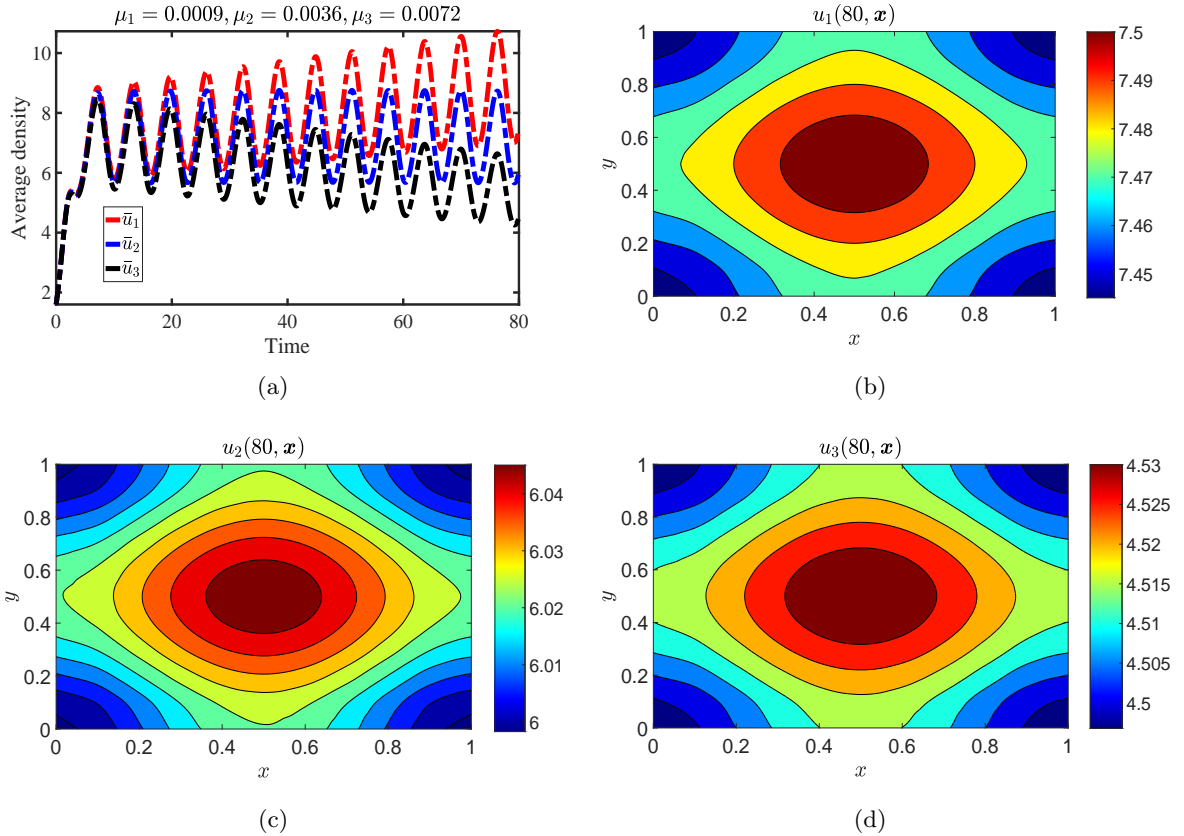 μ₁ = 0.0009, μ₂ = 0.0036, μ₃ = 0.0072
10
8
6
4
2
Average density
ū₁
ū₂
ū₃
0 20 40 60 80
Time
(a)
u₁(80, x)
1
0.8
0.6
0.4
0.2
0
y
0 0.2 0.4 0.6 0.8 1
x
7.5
7.49
7.48
7.47
7.46
7.45
(b)
u₂(80, x)
1
0.8
0.6
0.4
0.2
0
y
0 0.2 0.4 0.6 0.8 1
x
6.04
6.03
6.02
6.01
6
(c)
u₃(80, x)
1
0.8
0.6
0.4
0.2
0
y
0 0.2 0.4 0.6 0.8 1
x
4.53
4.525
4.52
4.515
4.51
4.505
4.5
(d)